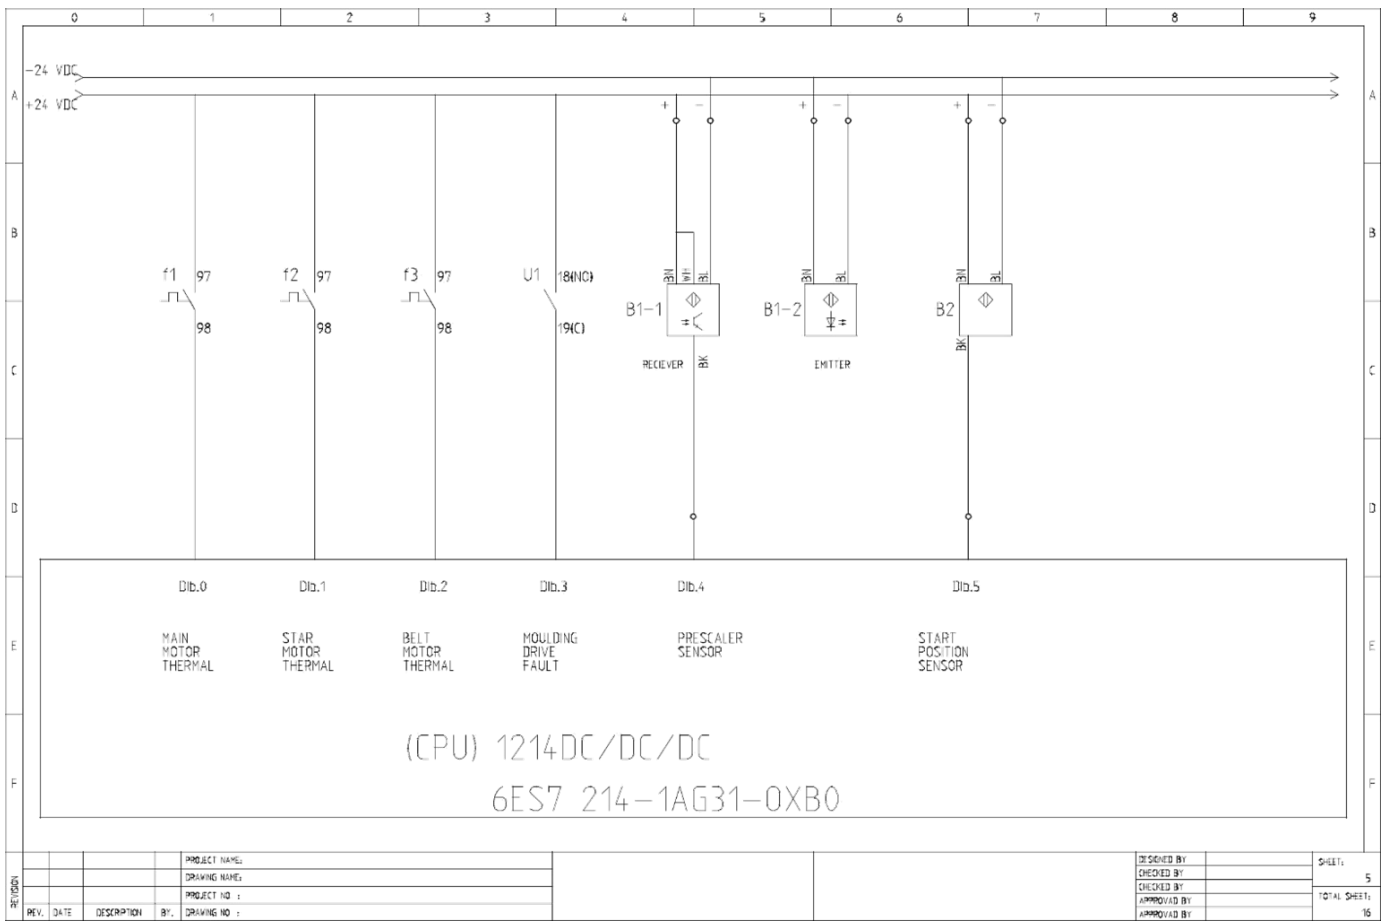 0 1 2 3 4 5 6 7 8 9
-24 VDC
A A
+24 VDC
+ - + - + -
B B
f1 97 f2 97 f3 97 U1 18(NO) BN WH BL BN BL BN BL
B1-1 B1-2 B2
98 98 98 19(C)
BK
RECIEVER BK EMITTER
C C
D D
DIb.0 DIb.1 DIb.2 DIb.3 DIb.4 DIb.5
E E
MAIN STAR BELT MOULDING PRESCALER START
MOTOR MOTOR MOTOR DRIVE SENSOR POSITION
THERMAL THERMAL THERMAL FAULT SENSOR
(CPU) 1214DC/DC/DC
F F
6ES7 214-1AG31-0XB0
REVISION
PROJECT NAME: DESIGNED BY SHEET:
DRAWING NAME: CHECKED BY 5
PROJECT NO : CHECKED BY
APPROVAD BY TOTAL SHEET:
REV. DATE DESCRIPTION BY. DRAWING NO : APPROVAD BY 16